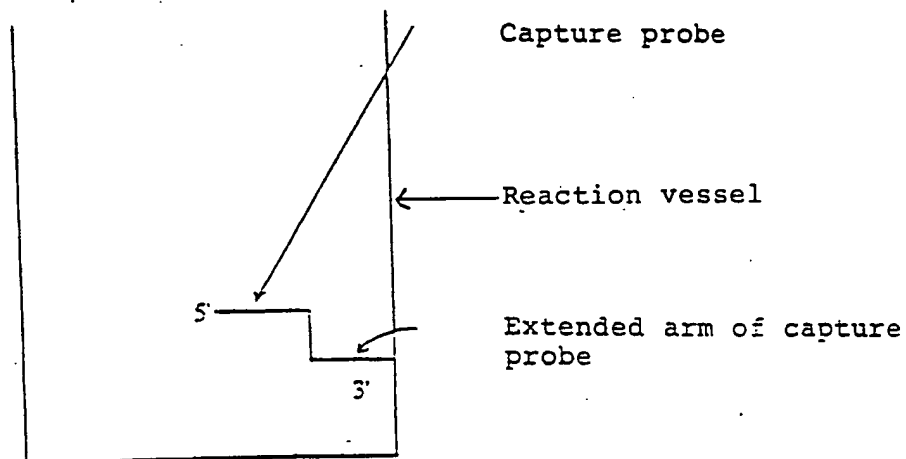 Capture probe
Reaction vessel
5'
Extended arm of capture
probe
3'